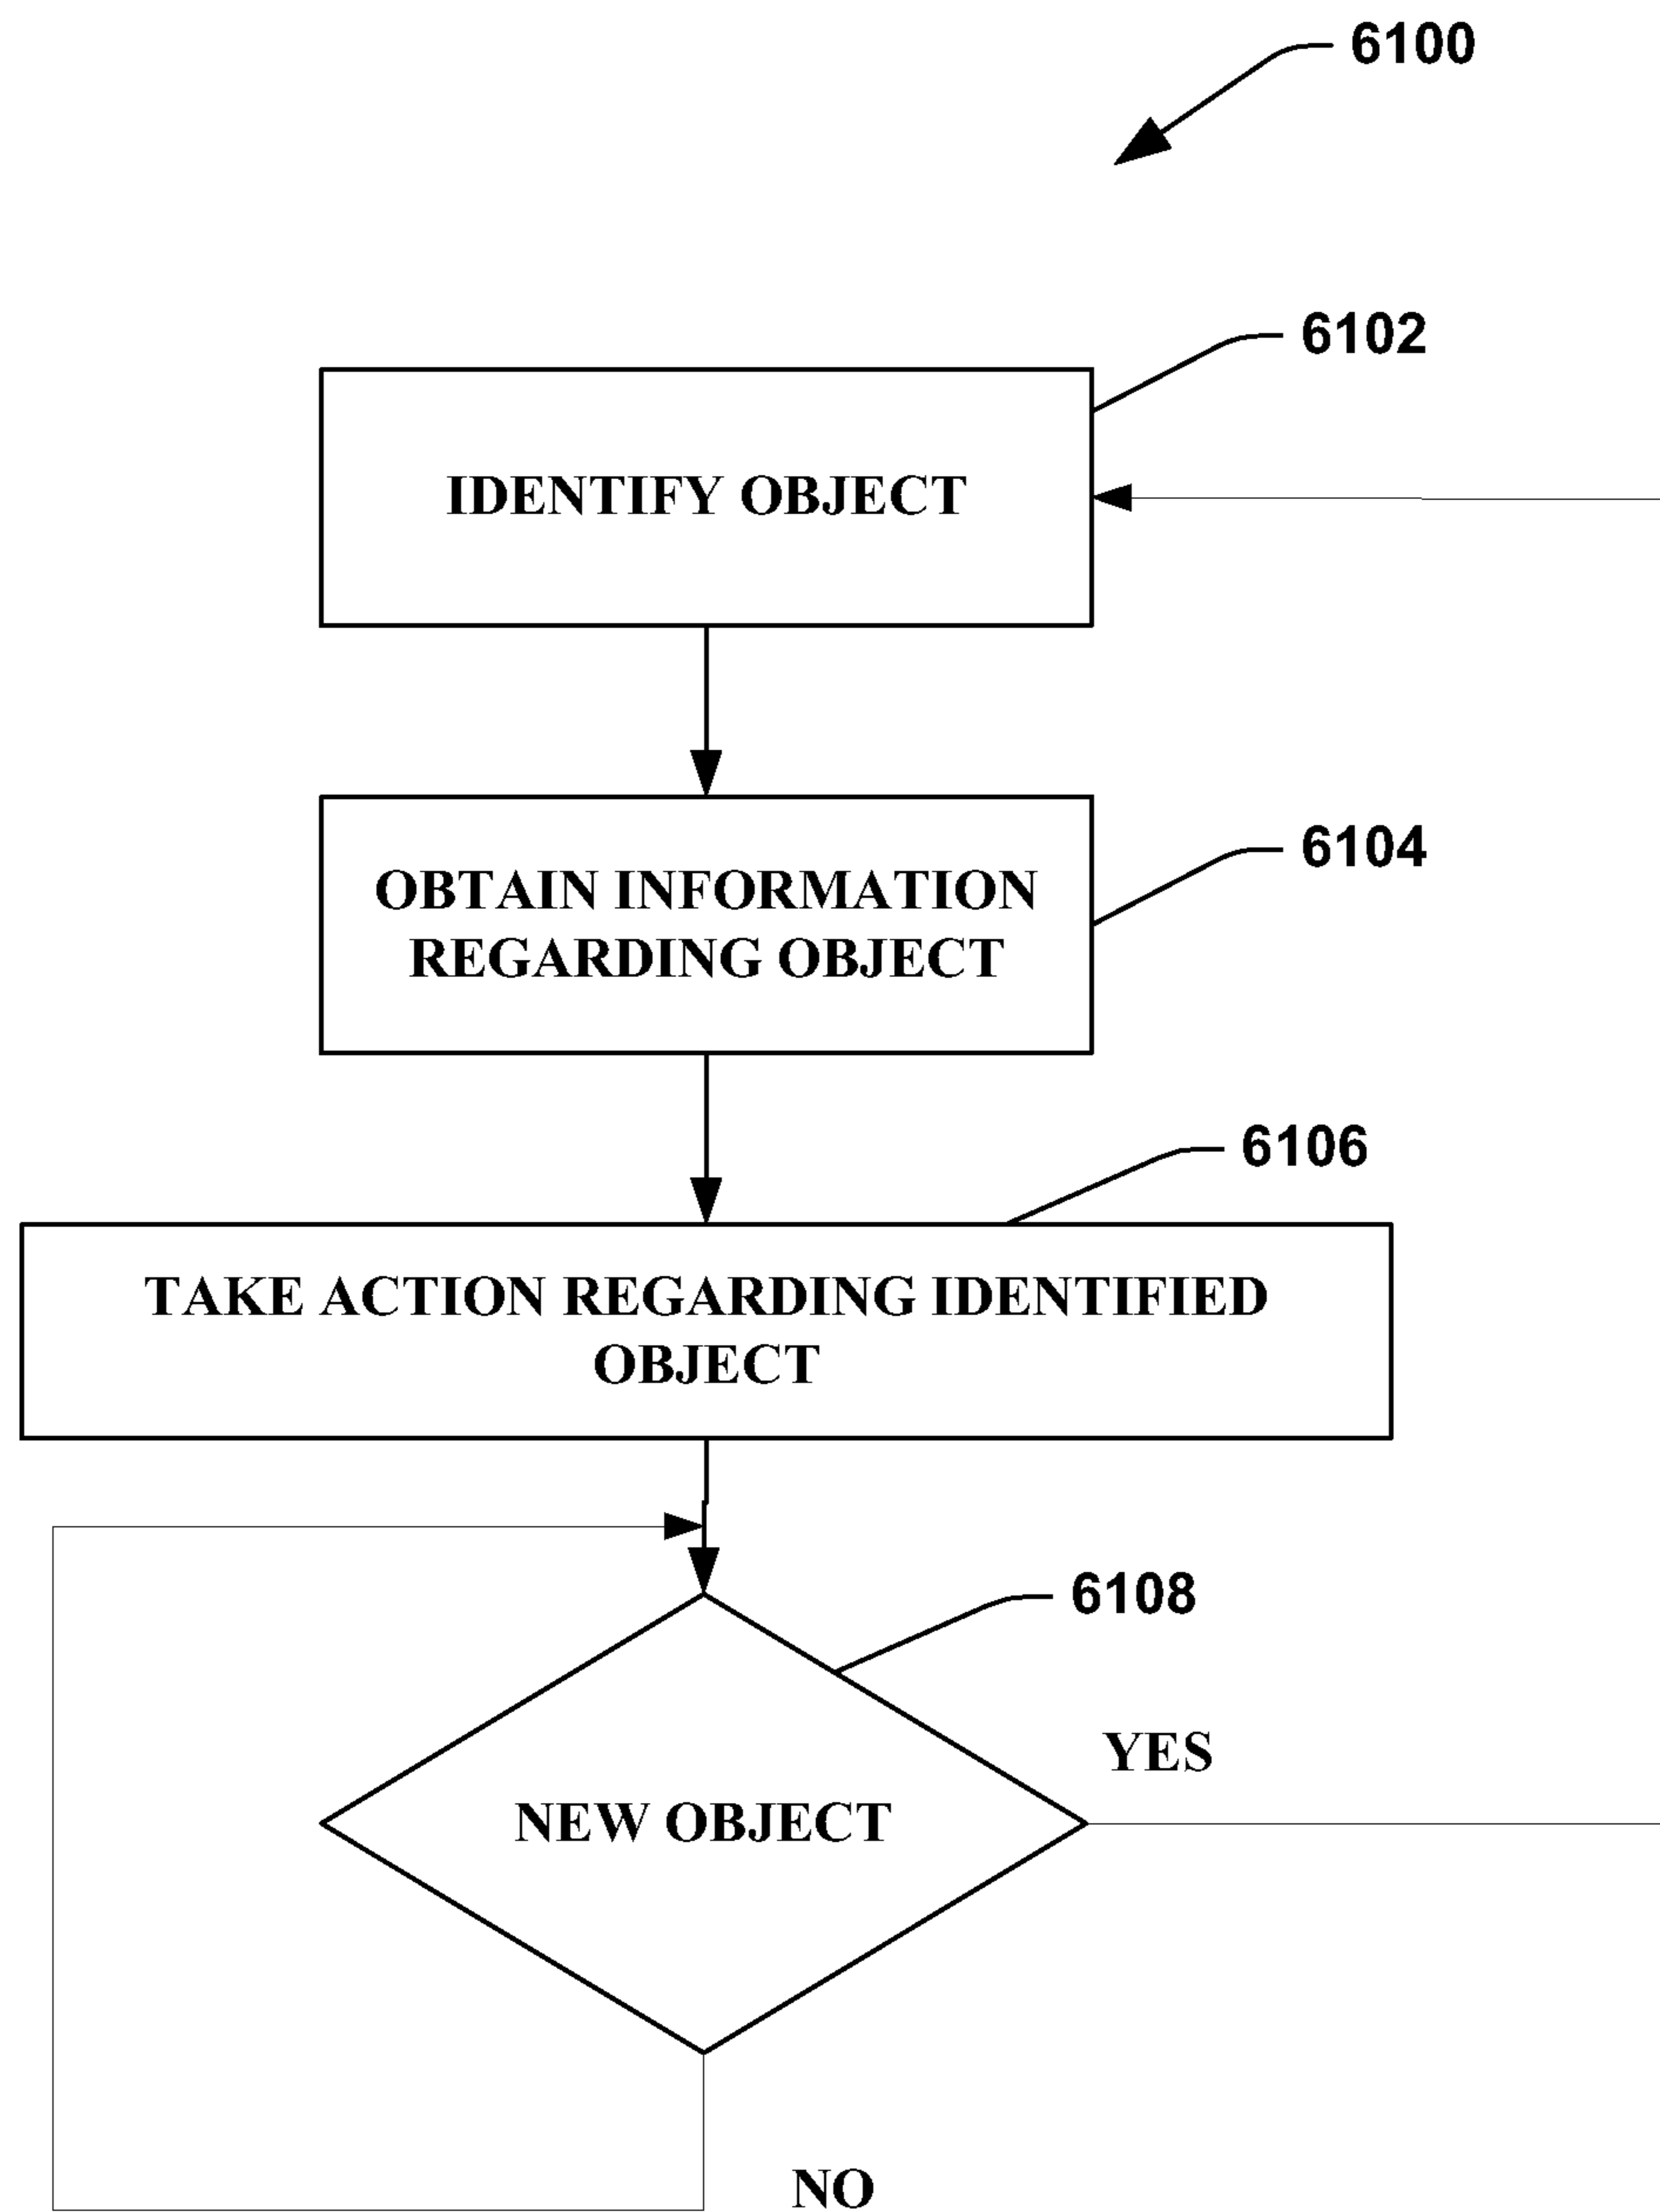 6100
6102
IDENTIFY OBJECT
6104
OBTAIN INFORMATION
REGARDING OBJECT
6106
TAKE ACTION REGARDING IDENTIFIED
OBJECT
6108
YES
NEW OBJECT
NO